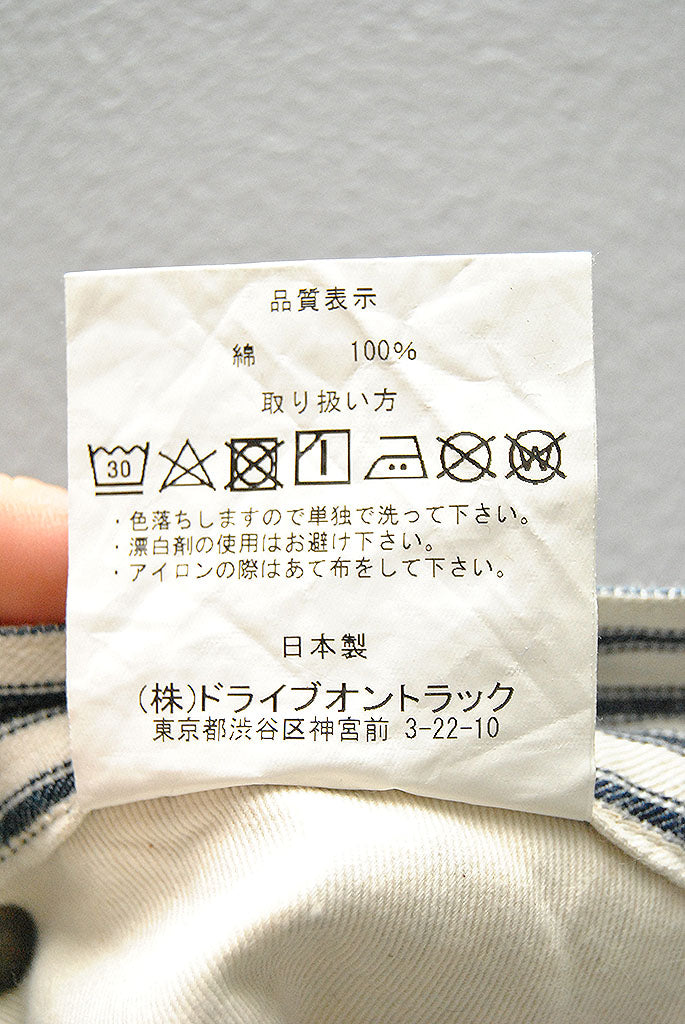 品質表示
綿 100%
取り扱い方
30 W
・色落ちしますので単独で洗って下さい。
・漂白剤の使用はお避け下さい。
・アイロンの際はあて布をして下さい。
日本製
(株)ドライブオントラック
東京都渋谷区神宮前 3-22-10